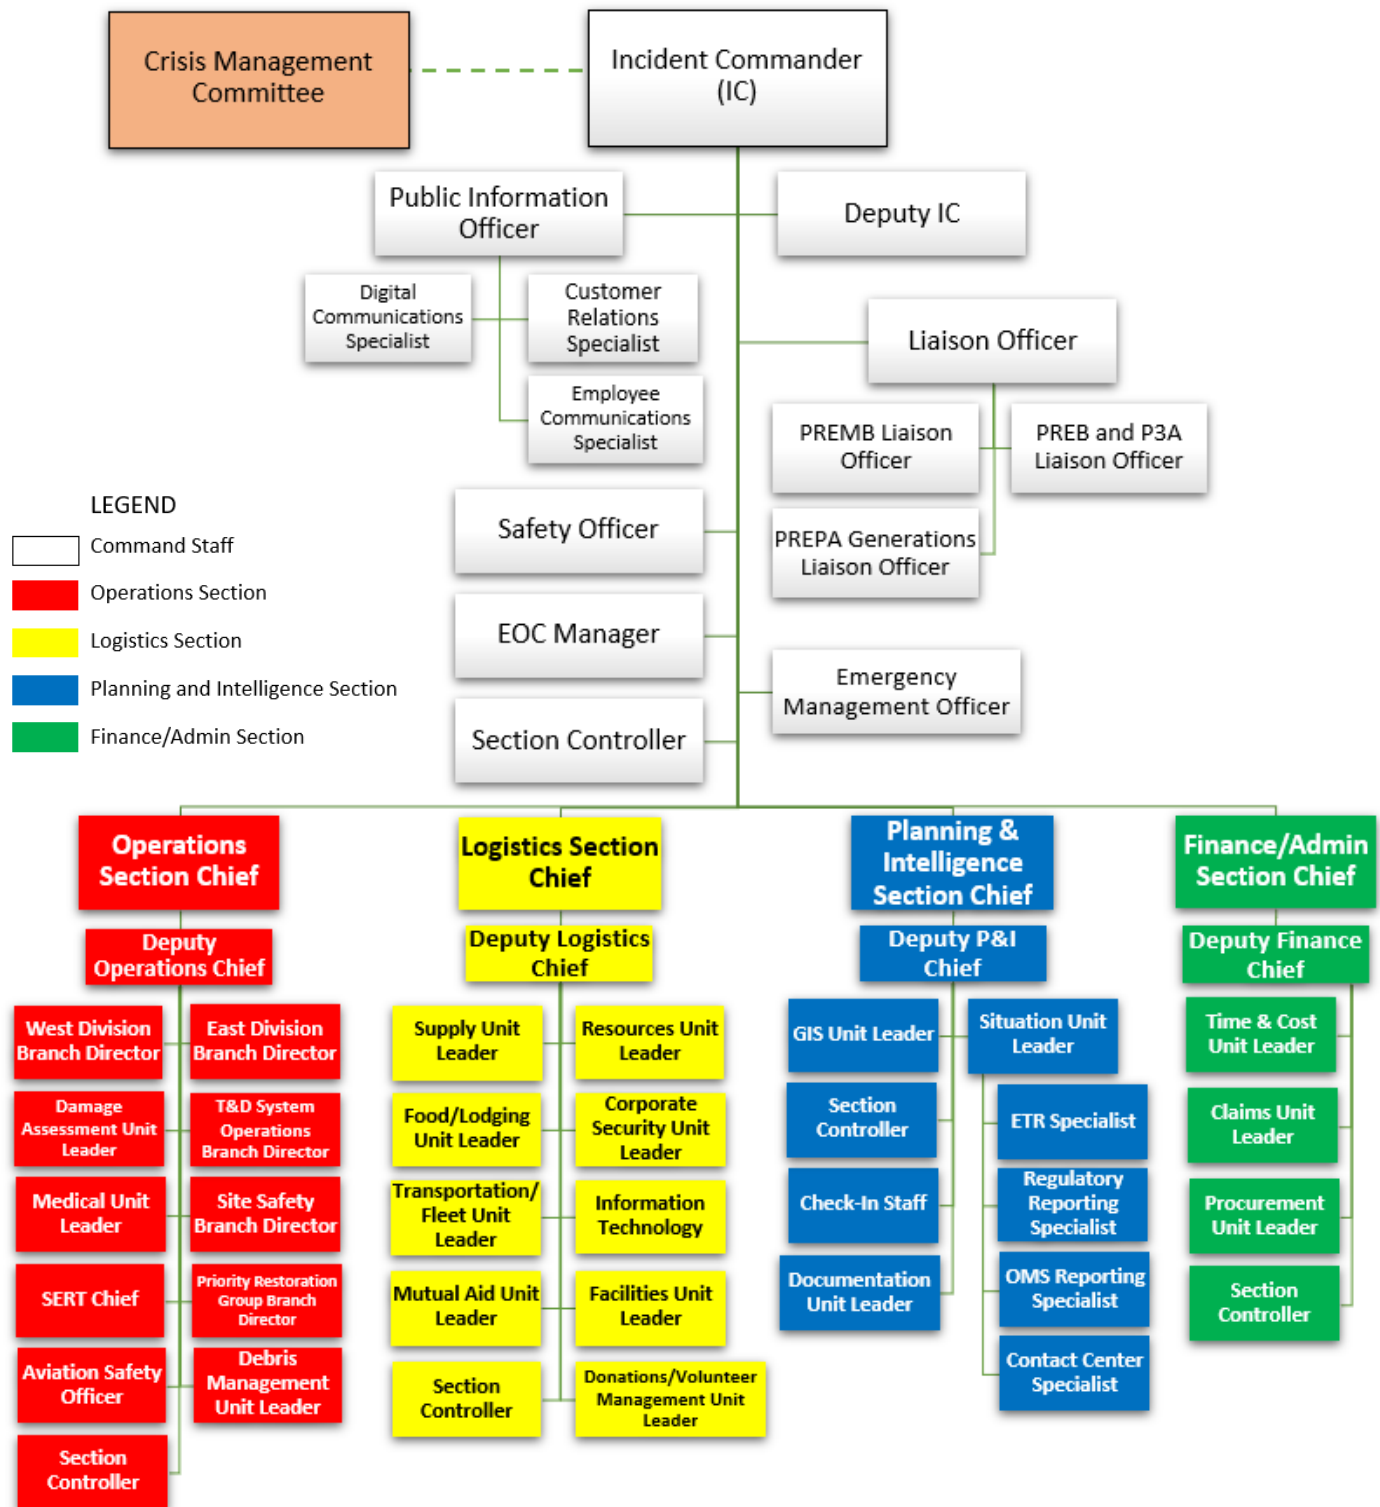 Crisis Management
Committee
Incident Commander
(IC)
Public Information
Officer
Deputy IC
Digital
Communications
Specialist
Customer
Relations
Specialist
Employee
Communications
Specialist
Liaison Officer
PREMB Liaison
Officer
PREB and P3A
Liaison Officer
PREPA Generations
Liaison Officer
Safety Officer
EOC Manager
Section Controller
Emergency
Management Officer
LEGEND
Command Staff
Operations Section
Logistics Section
Planning and Intelligence Section
Finance/Admin Section
Operations
Section Chief
Deputy
Operations Chief
West Division
Branch Director
East Division
Branch Director
Damage
Assessment Unit
Leader
T&D System
Operations
Branch Director
Medical Unit
Leader
Site Safety
Branch Director
SERT Chief
Priority Restoration
Group Branch
Director
Aviation Safety
Officer
Debris
Management
Unit Leader
Section
Controller
Logistics Section
Chief
Deputy Logistics
Chief
Supply Unit
Leader
Resources Unit
Leader
Food/Lodging
Unit Leader
Corporate
Security Unit
Leader
Transportation/
Fleet Unit
Leader
Information
Technology
Mutual Aid Unit
Leader
Facilities Unit
Leader
Section
Controller
Donations/Volunteer
Management Unit
Leader
Planning &
Intelligence
Section Chief
Deputy P&I
Chief
GIS Unit Leader
Situation Unit
Leader
Section
Controller
ETR Specialist
Check-In Staff
Regulatory
Reporting
Specialist
Documentation
Unit Leader
OMS Reporting
Specialist
Contact Center
Specialist
Finance/Admin
Section Chief
Deputy Finance
Chief
Time & Cost
Unit Leader
Claims Unit
Leader
Procurement
Unit Leader
Section
Controller